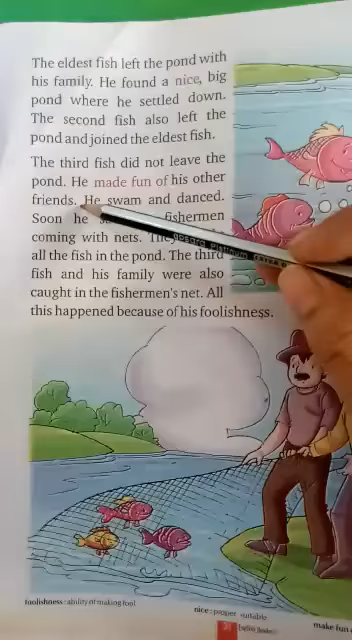 The eldest fish left the pond with
his family. He found a nice, big
pond where he settled down.
The second fish also left the
pond and joined the eldest fish.
The third fish did not leave the
pond. He made fun of his other
friends. He swam and danced.
Soon he fishermen
coming with nets.
all the fish in the pond. The third
fish and his family were also
caught in the fishermen's net. All
this happened because of his foolishness.
apsara Platinum
foolishness : ability of making fool
nice : proper suitable
make fun